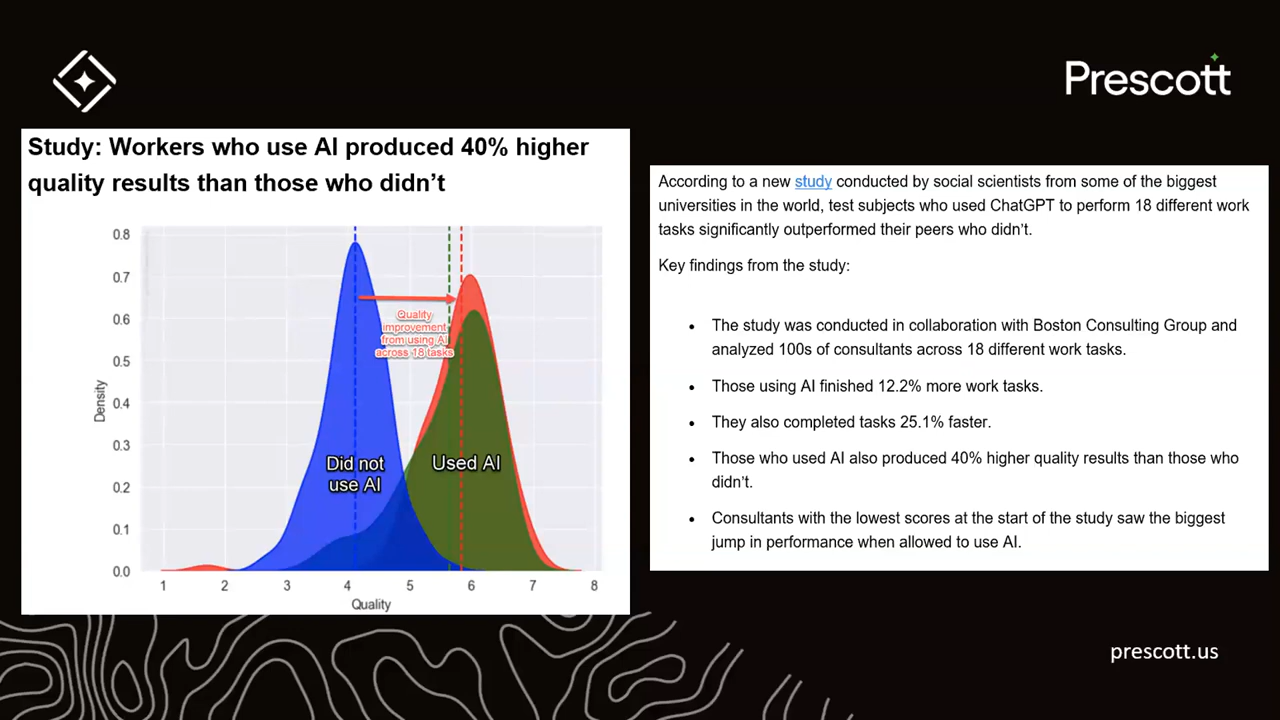 Prescott
Study: Workers who use AI produced 40% higher
quality results than those who didn’t
0.8
0.7
0.6
0.5
0.4
0.3
0.2
0.1
0.0
Density
Quality
improvement
from using AI
across 18 tasks
Did not
use AI
Used AI
1 2 3 4 5 6 7 8
Quality
According to a new study conducted by social scientists from some of the biggest
universities in the world, test subjects who used ChatGPT to perform 18 different work
tasks significantly outperformed their peers who didn’t.
Key findings from the study:
• The study was conducted in collaboration with Boston Consulting Group and
analyzed 100s of consultants across 18 different work tasks.
• Those using AI finished 12.2% more work tasks.
• They also completed tasks 25.1% faster.
• Those who used AI also produced 40% higher quality results than those who
didn’t.
• Consultants with the lowest scores at the start of the study saw the biggest
jump in performance when allowed to use AI.
prescott.us